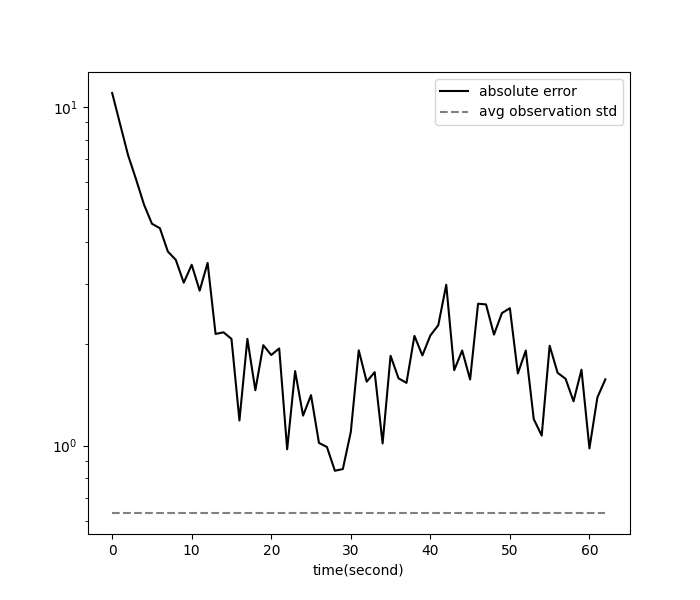 absolute error
avg observation std
10¹
10⁰
0 10 20 30 40 50 60
time(second)